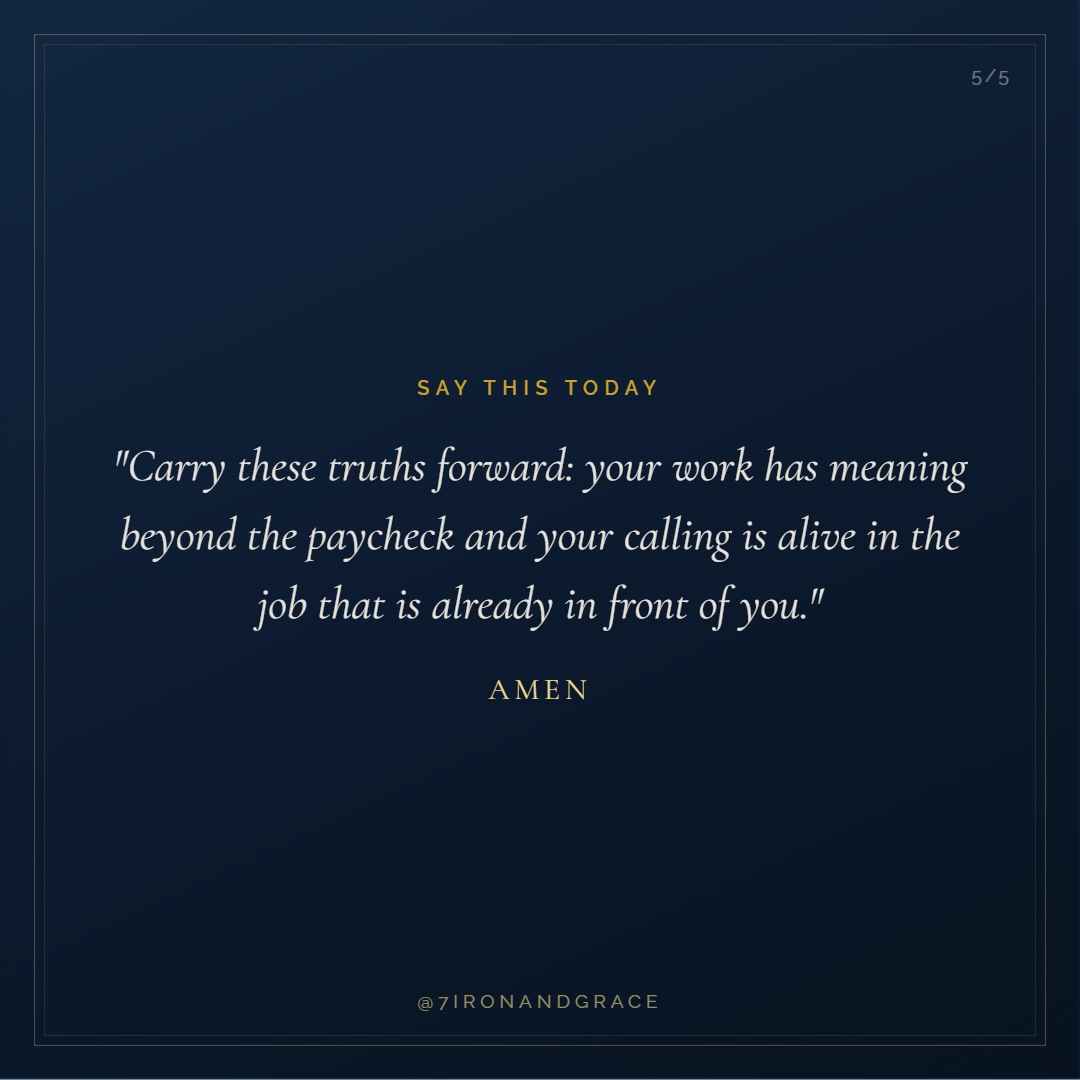 5/5
SAY THIS TODAY
"Carry these truths forward: your work has meaning
beyond the paycheck and your calling is alive in the
job that is already in front of you."
AMEN
@7IRONANDGRACE